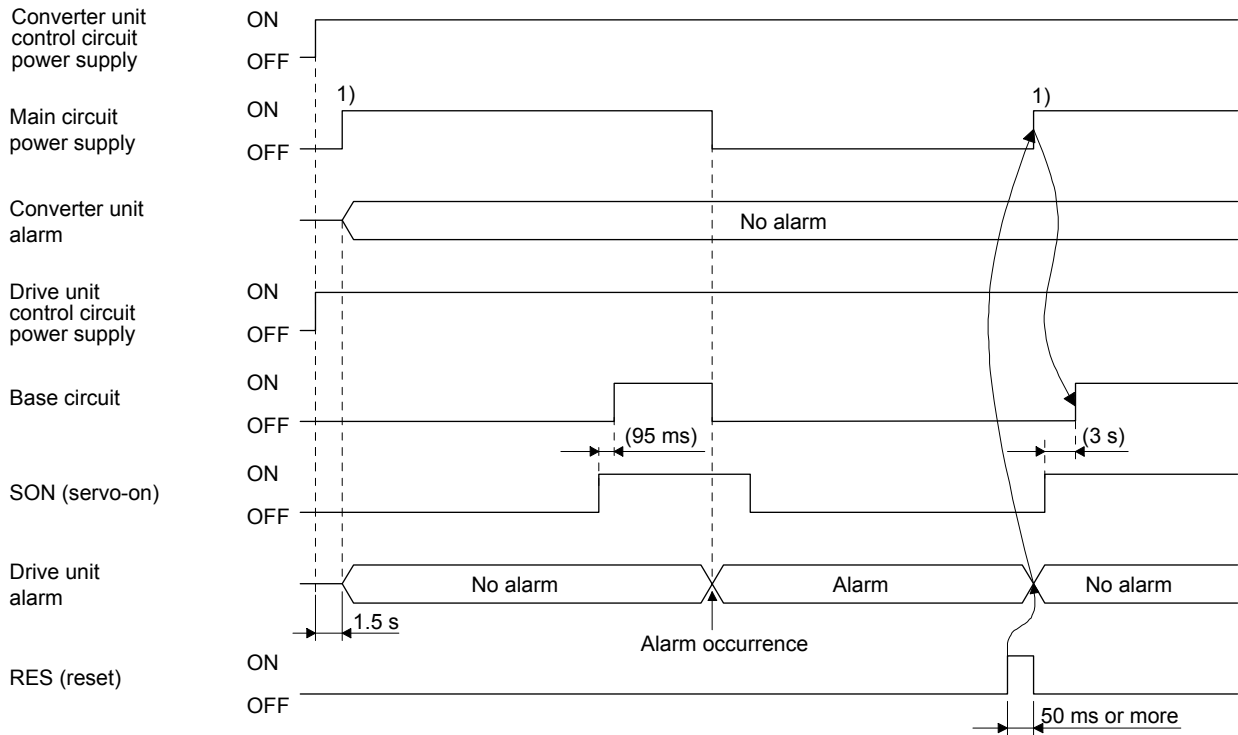 Converter unit
control circuit
power supply
ON
OFF
Main circuit
power supply
ON
OFF
1)
1)
Converter unit
alarm
No alarm
Drive unit
control circuit
power supply
ON
OFF
Base circuit
ON
OFF
(95 ms)
(3 s)
SON (servo-on)
ON
OFF
Drive unit
alarm
No alarm
Alarm
No alarm
1.5 s
Alarm occurrence
RES (reset)
ON
OFF
50 ms or more